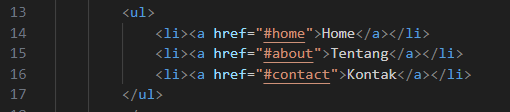 13 <ul>
14 <li><a href="#home">Home</a></li>
15 <li><a href="#about">Tentang</a></li>
16 <li><a href="#contact">Kontak</a></li>
17 </ul>